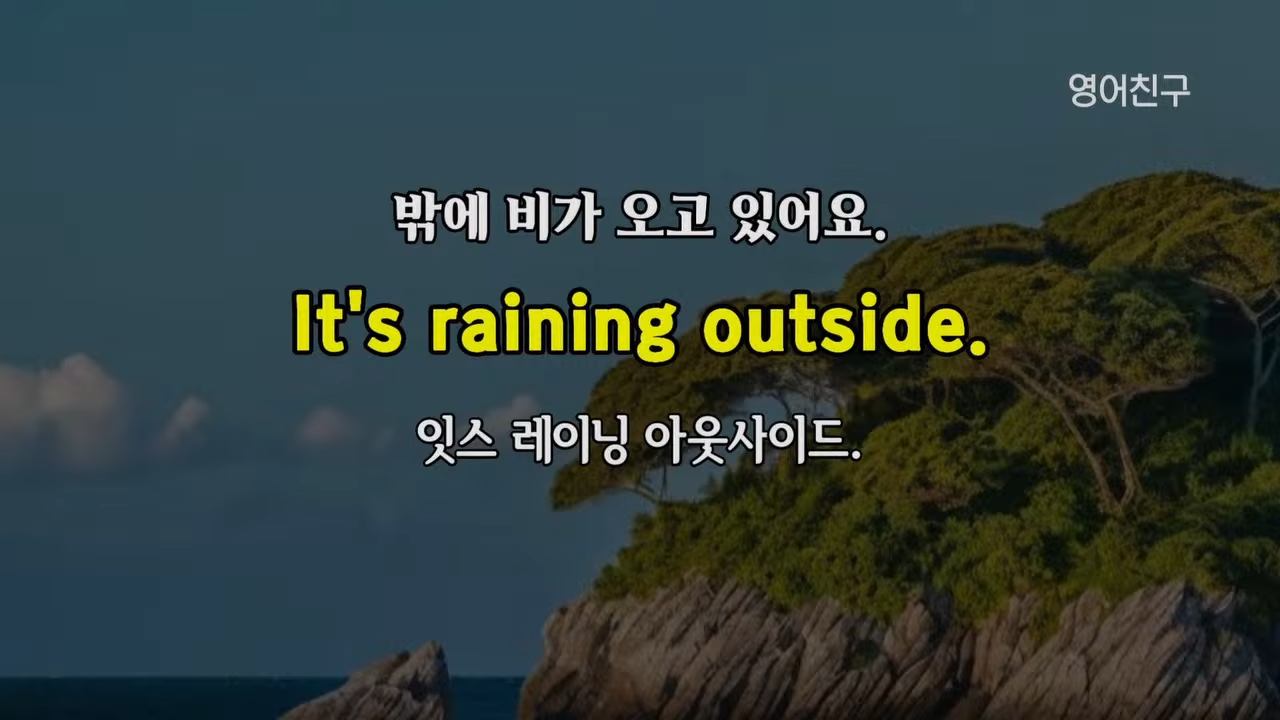 영어친구
밖에 비가 오고 있어요.
It's raining outside.
잇스 레이닝 아웃사이드.